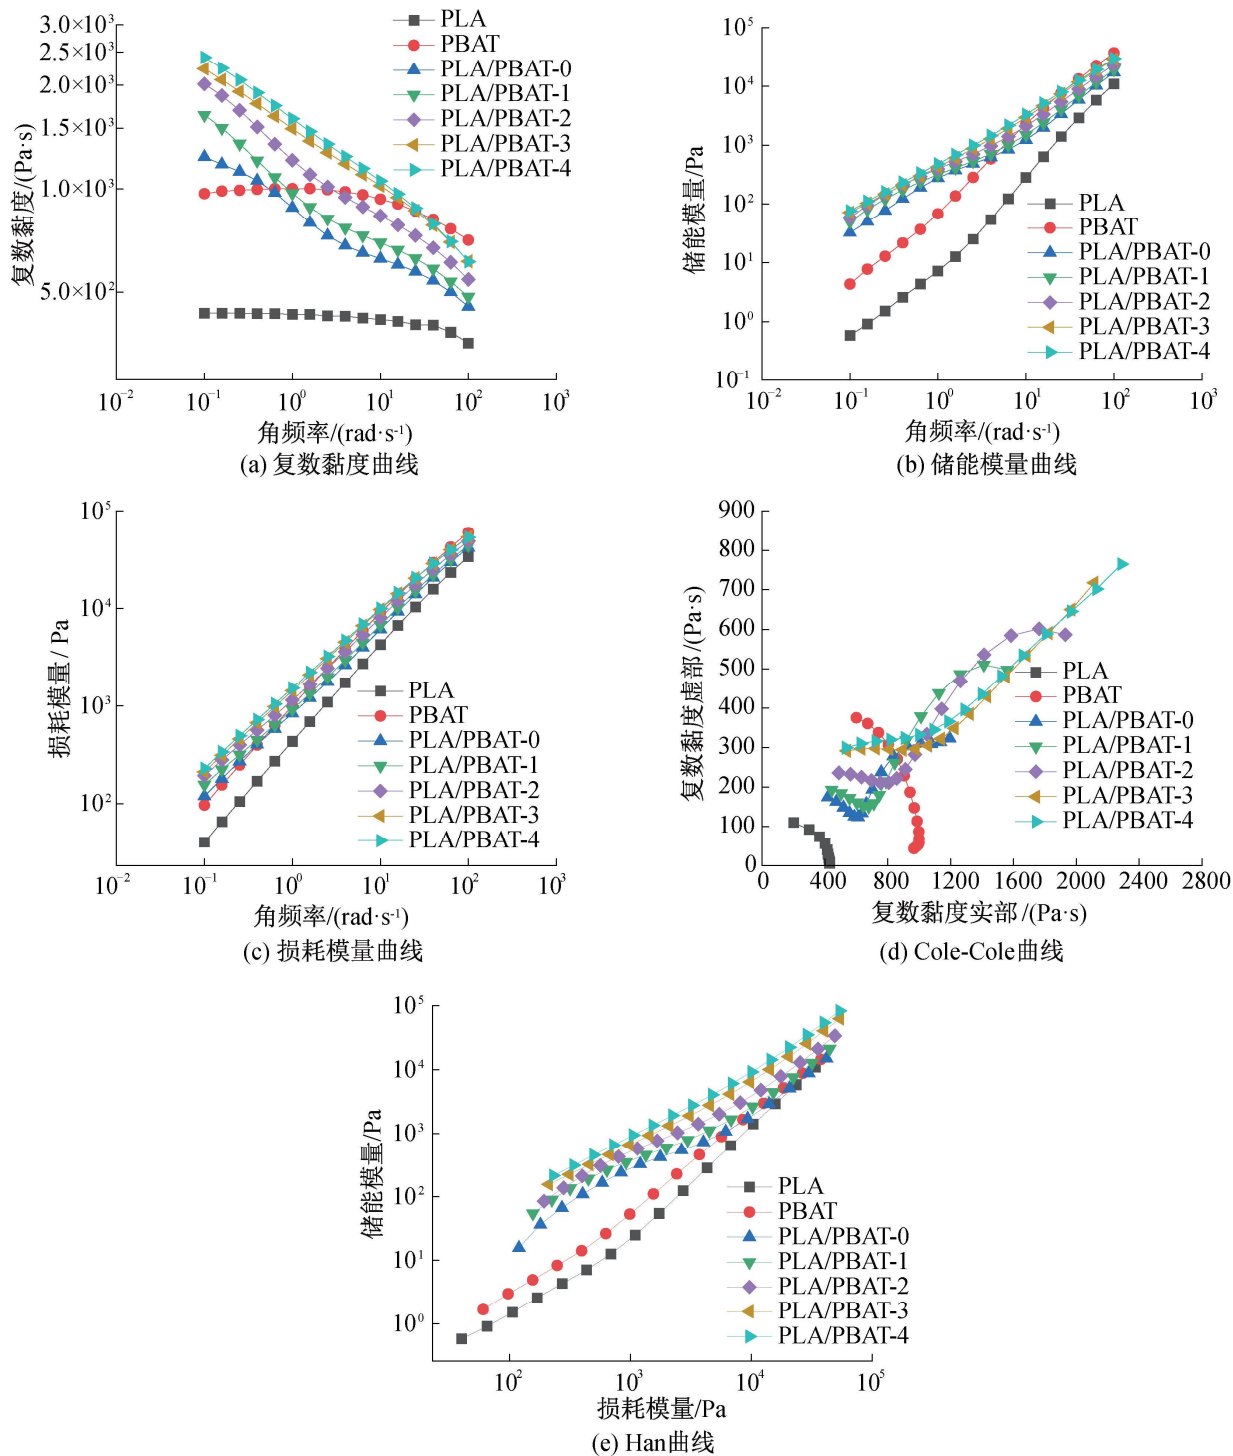 3.0×10³
2.5×10³
2.0×10³
1.5×10³
1.0×10³
5.0×10²
复数黏度/(Pa·s)
PLA
PBAT
PLA/PBAT-0
PLA/PBAT-1
PLA/PBAT-2
PLA/PBAT-3
PLA/PBAT-4
10⁻² 10⁻¹ 10⁰ 10¹ 10² 10³
角频率/(rad·s⁻¹)
(a) 复数黏度曲线
10⁵
10⁴
10³
10²
10¹
10⁰
10⁻¹
储能模量/Pa
PLA
PBAT
PLA/PBAT-0
PLA/PBAT-1
PLA/PBAT-2
PLA/PBAT-3
PLA/PBAT-4
10⁻² 10⁻¹ 10⁰ 10¹ 10² 10³
角频率/(rad·s⁻¹)
(b) 储能模量曲线
10⁵
10⁴
10³
10²
损耗模量/ Pa
PLA
PBAT
PLA/PBAT-0
PLA/PBAT-1
PLA/PBAT-2
PLA/PBAT-3
PLA/PBAT-4
10⁻² 10⁻¹ 10⁰ 10¹ 10² 10³
角频率/(rad·s⁻¹)
(c) 损耗模量曲线
900
800
700
600
500
400
300
200
100
0
复数黏度虚部/(Pa·s)
PLA
PBAT
PLA/PBAT-0
PLA/PBAT-1
PLA/PBAT-2
PLA/PBAT-3
PLA/PBAT-4
0 400 800 1200 1600 2000 2400 2800
复数黏度实部/(Pa·s)
(d) Cole-Cole曲线
10⁵
10⁴
10³
10²
10¹
10⁰
储能模量/Pa
PLA
PBAT
PLA/PBAT-0
PLA/PBAT-1
PLA/PBAT-2
PLA/PBAT-3
PLA/PBAT-4
10² 10³ 10⁴ 10⁵
损耗模量/Pa
(e) Han曲线